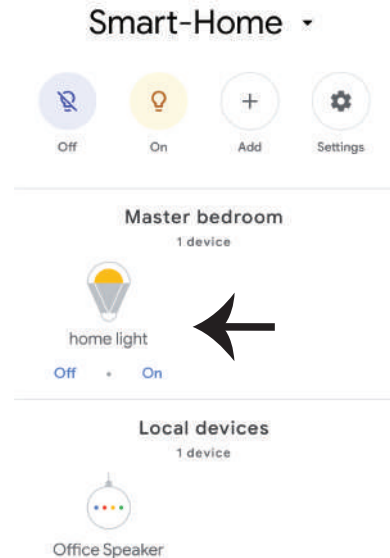 Smart-Home
Off On Add Settings
Master bedroom
1 device
home light
Off • On
Local devices
1 device
Office Speaker